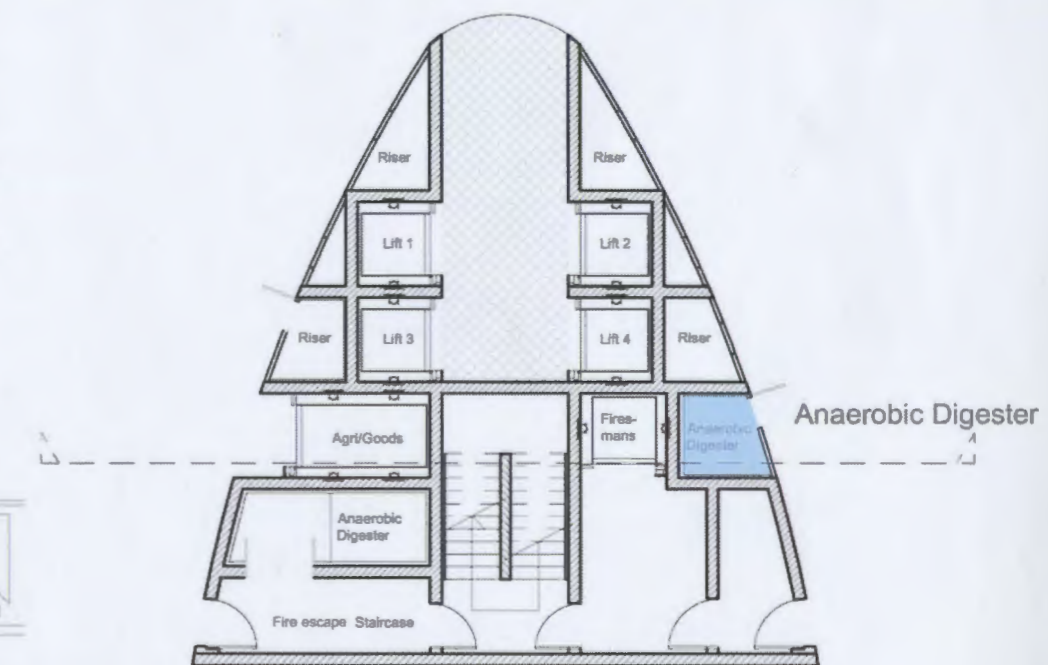 Riser
Riser
Lift 1
Lift 2
Riser
Lift 3
Lift 4
Riser
Agri/Goods
Fires-
mans
Anaerobic
Digester
Anaerobic Digester
Anaerobic
Digester
Fire escape Staircase